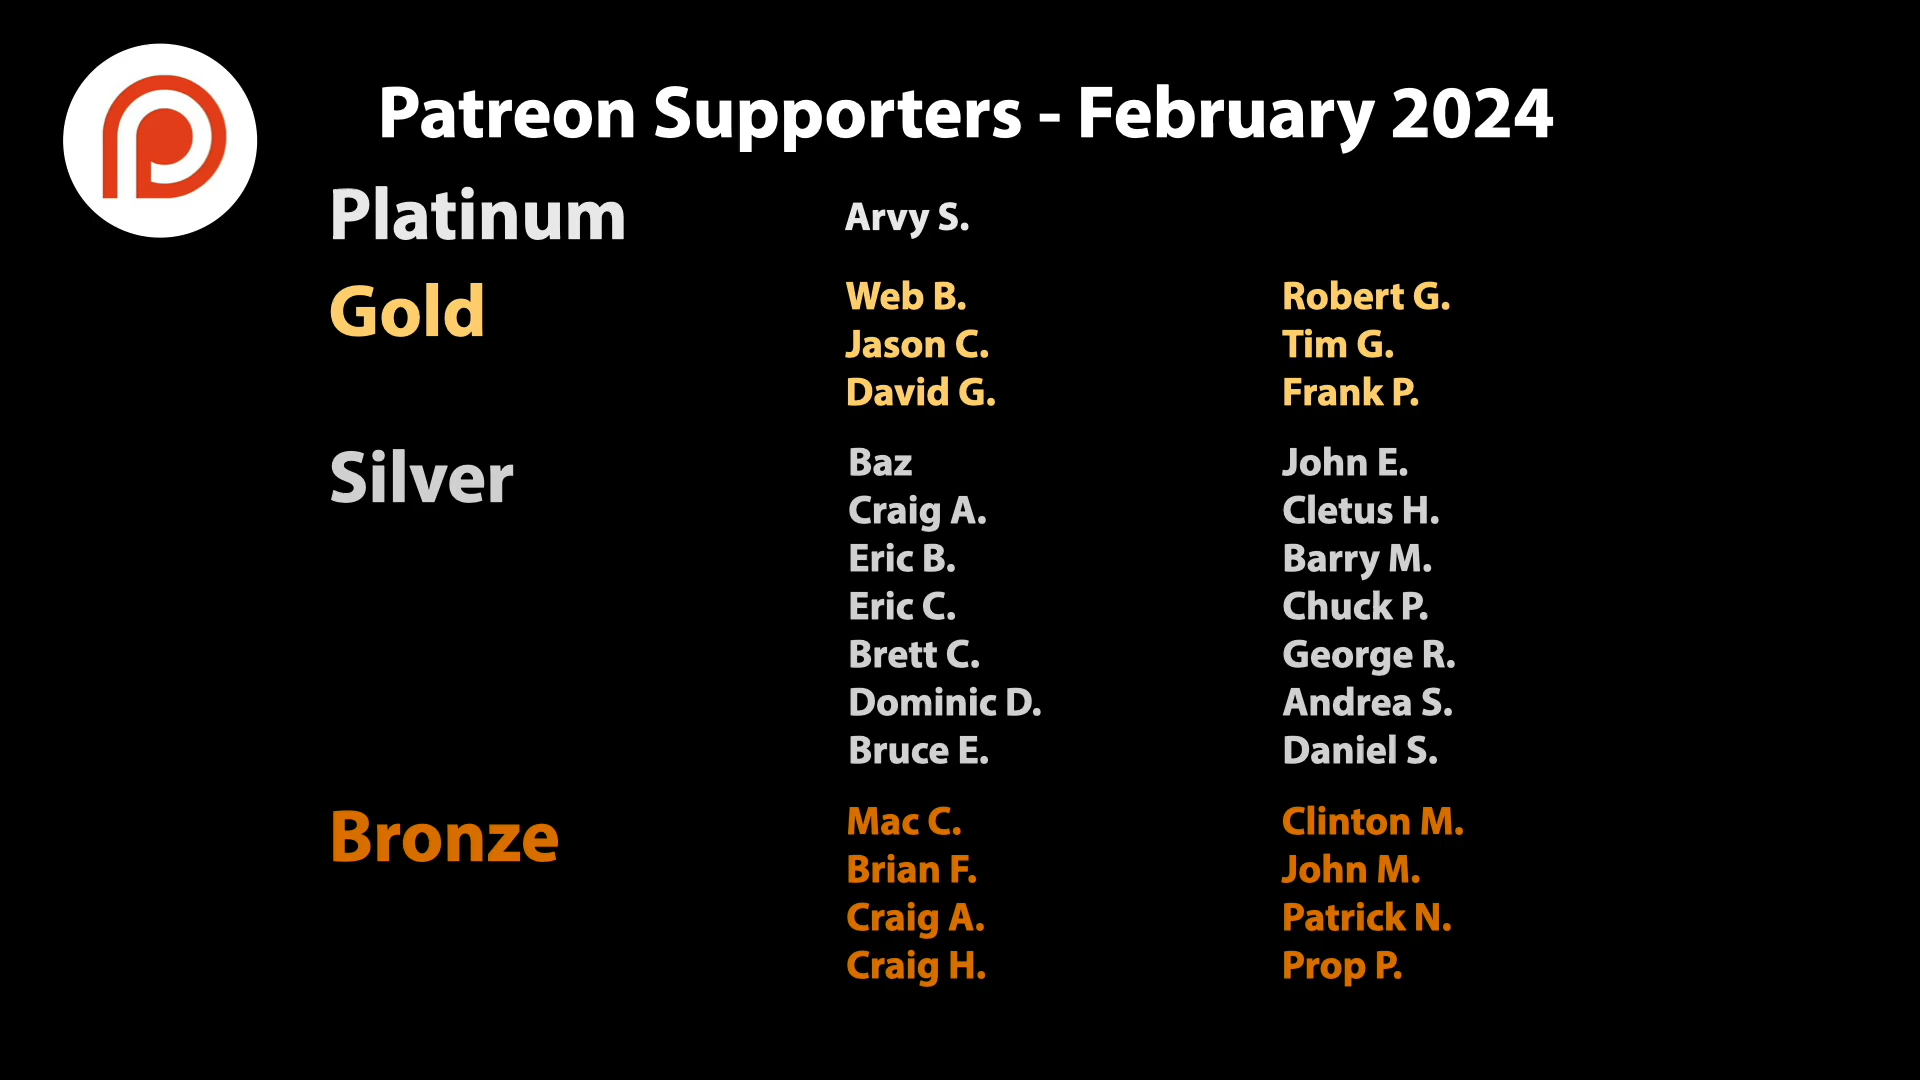 Patreon Supporters - February 2024
Platinum
Arvy S.
Gold
Web B.
Jason C.
David G.
Robert G.
Tim G.
Frank P.
Silver
Baz
Craig A.
Eric B.
Eric C.
Brett C.
Dominic D.
Bruce E.
John E.
Cletus H.
Barry M.
Chuck P.
George R.
Andrea S.
Daniel S.
Bronze
Mac C.
Brian F.
Craig A.
Craig H.
Clinton M.
John M.
Patrick N.
Prop P.